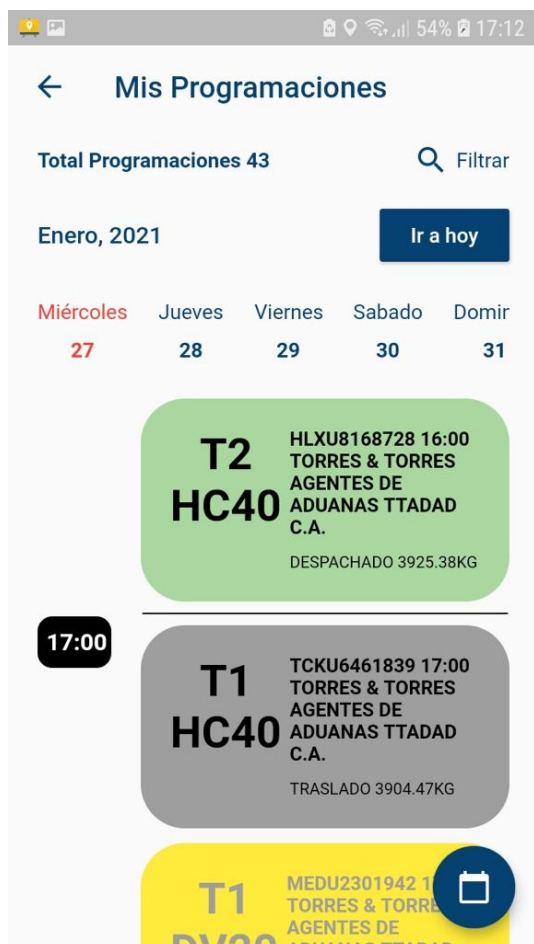 54% 17:12
Mis Programaciones
Total Programaciones 43
Filtrar
Enero, 2021
Ir a hoy
Miércoles Jueves Viernes Sabado Domir
27 28 29 30 31
T2
HC40
HLXU8168728 16:00
TORRES & TORRES
AGENTES DE
ADUANAS TTADAD
C.A.
DESPACHADO 3925.38KG
17:00
T1
HC40
TCKU6461839 17:00
TORRES & TORRES
AGENTES DE
ADUANAS TTADAD
C.A.
TRASLADO 3904.47KG
T1
MEDU2301942 1
TORRES & TORRE
AGENTES DE